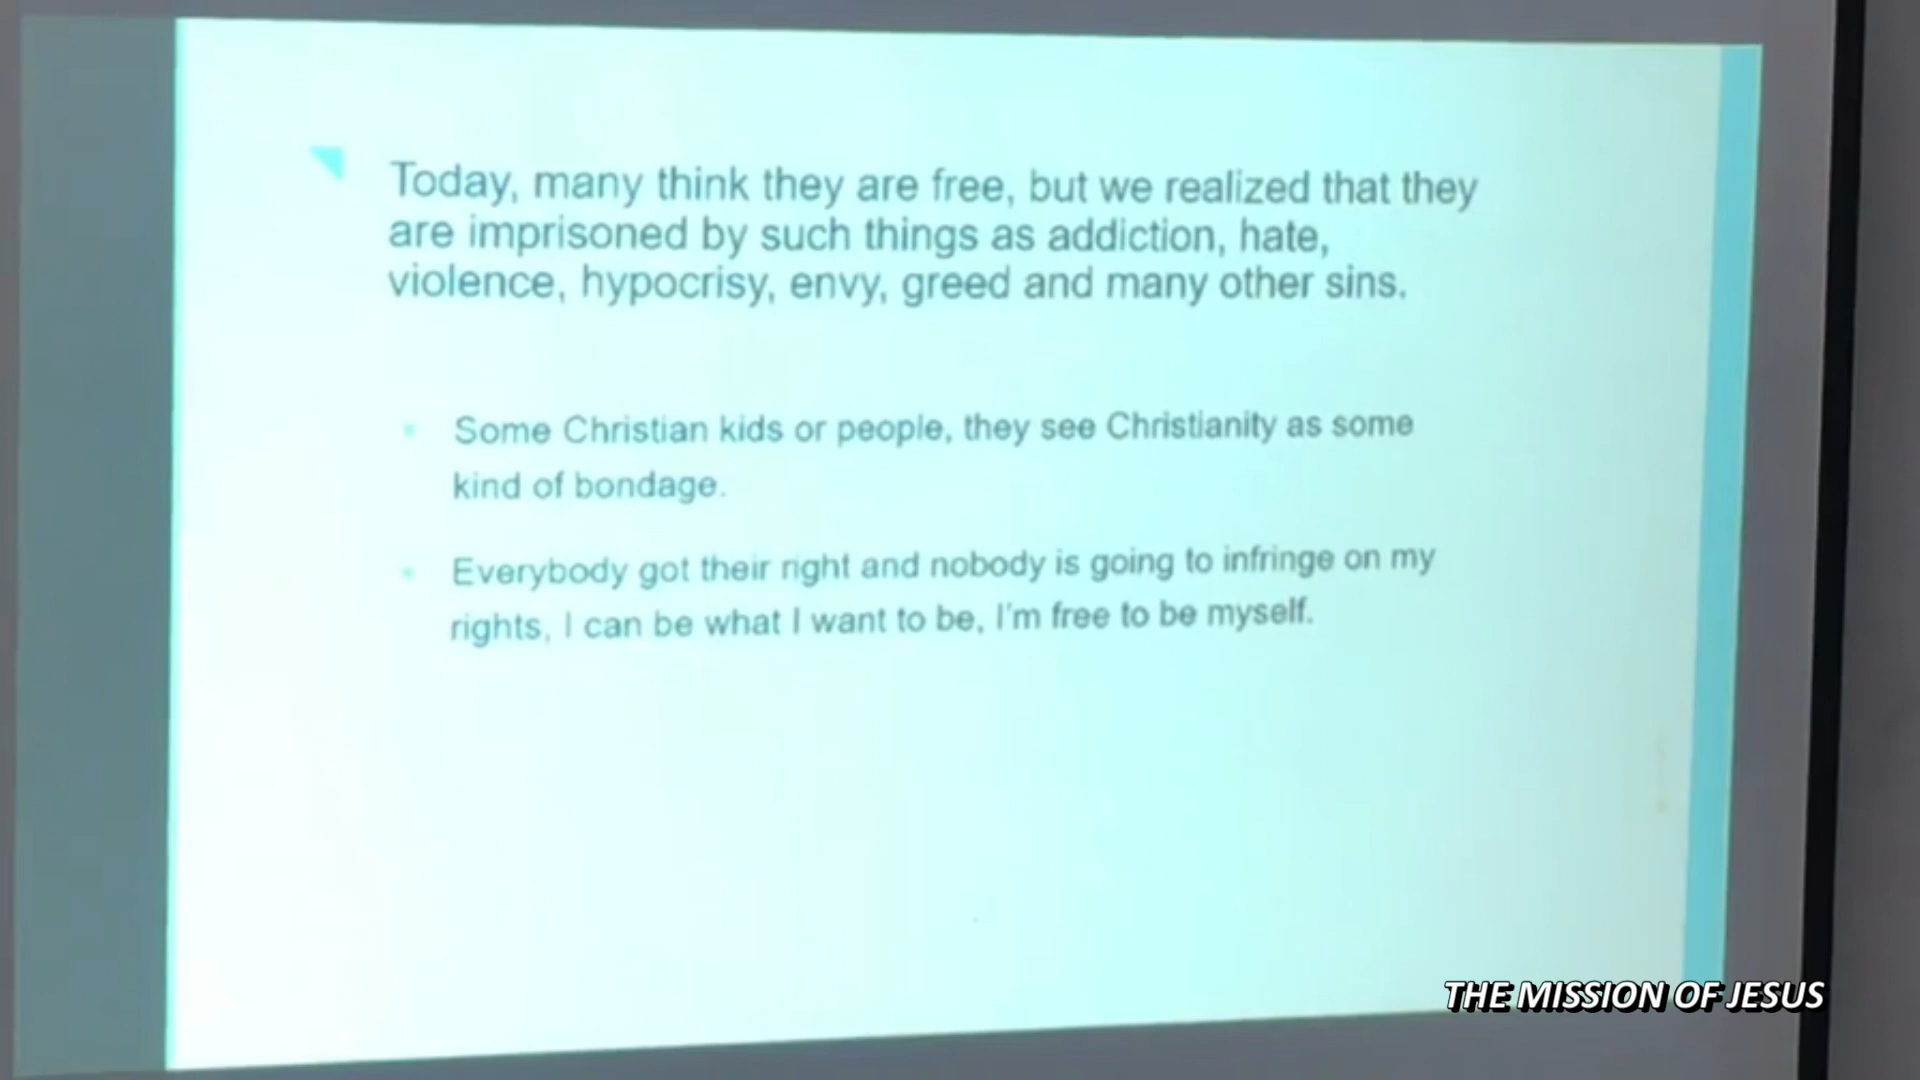 Today, many think they are free, but we realized that they
are imprisoned by such things as addiction, hate,
violence, hypocrisy, envy, greed and many other sins.
Some Christian kids or people, they see Christianity as some
kind of bondage.
Everybody got their right and nobody is going to infringe on my
rights, I can be what I want to be, I'm free to be myself.
THE MISSION OF JESUS